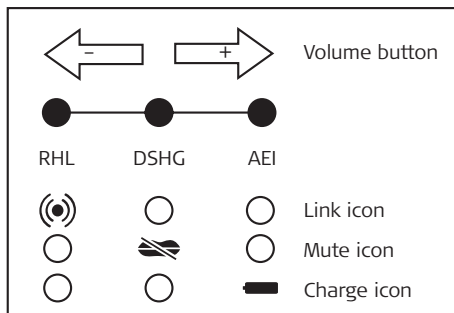 - + Volume button
RHL DSHG AEI
Link icon
Mute icon
Charge icon